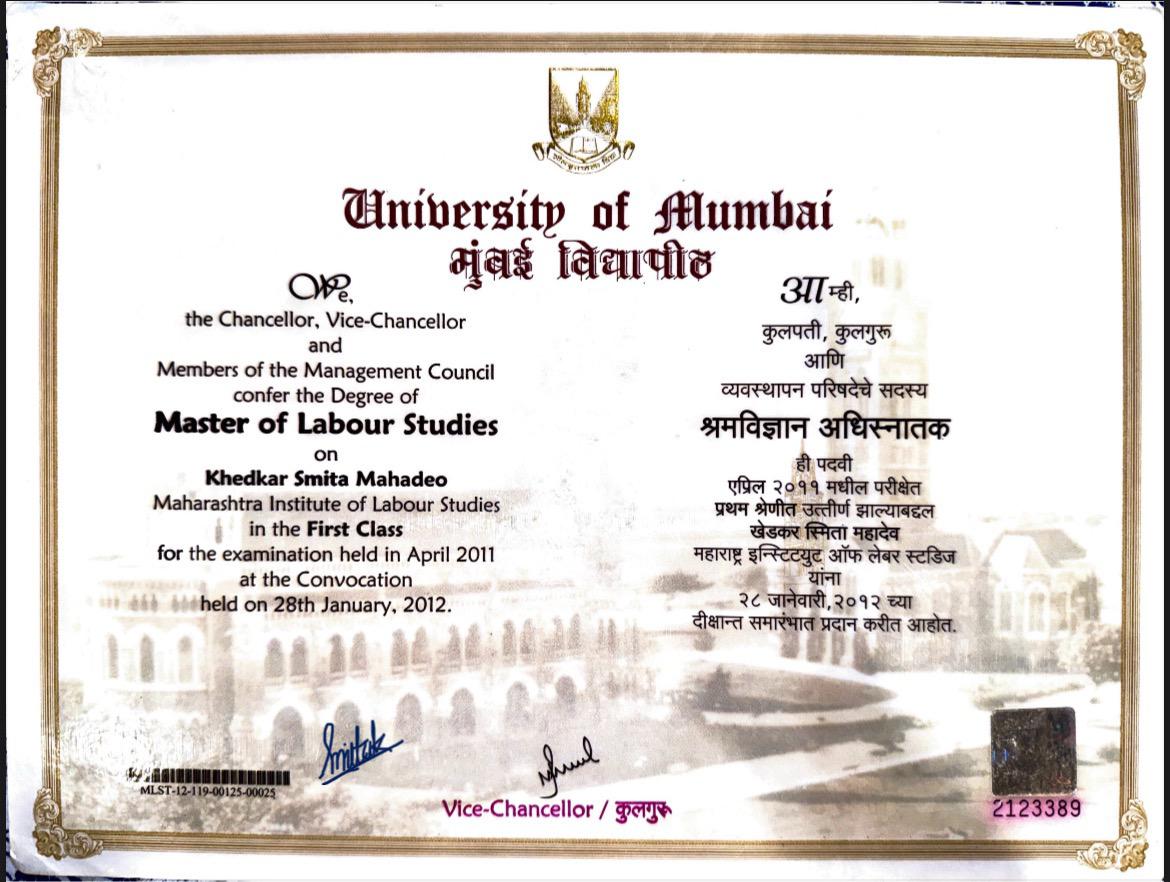 University of Mumbai
मुंबई विद्यापीठ
We,
the Chancellor, Vice-Chancellor
and
Members of the Management Council
confer the Degree of
Master of Labour Studies
on
Khedkar Smita Mahadeo
Maharashtra Institute of Labour Studies
in the First Class
for the examination held in April 2011
at the Convocation
held on 28th January, 2012.
आम्ही,
कुलपती, कुलगुरू
आणि
व्यवस्थापन परिषदेचे सदस्य
श्रमविज्ञान अधिस्नातक
ही पदवी
एप्रिल २०११ मधील परीक्षेत
प्रथम श्रेणीत उत्तीर्ण झाल्याबद्दल
खेडकर स्मिता महादेव
महाराष्ट्र इन्स्टिटयुट ऑफ लेबर स्टडिज
यांना
२८ जानेवारी,२०१२ च्या
दीक्षान्त समारंभात प्रदान करीत आहोत.
MLST-12-119-00125-00025
Vice-Chancellor / कुलगुरू
2123389